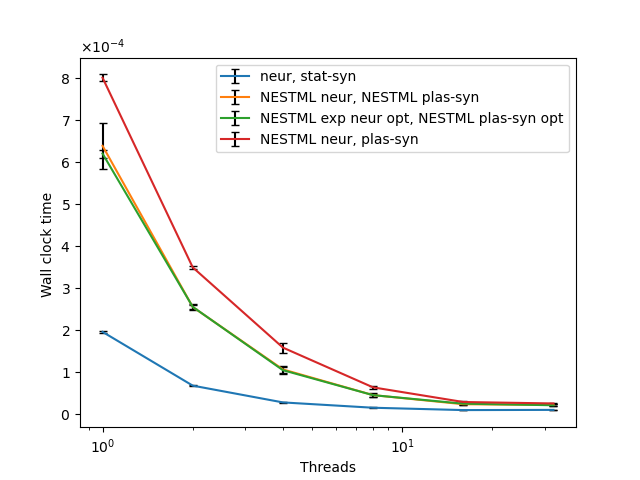 ×10⁻⁴
8
7
6
5
4
3
2
1
0
Wall clock time
neur, stat-syn
NESTML neur, NESTML plas-syn
NESTML exp neur opt, NESTML plas-syn opt
NESTML neur, plas-syn
10⁰
10¹
Threads